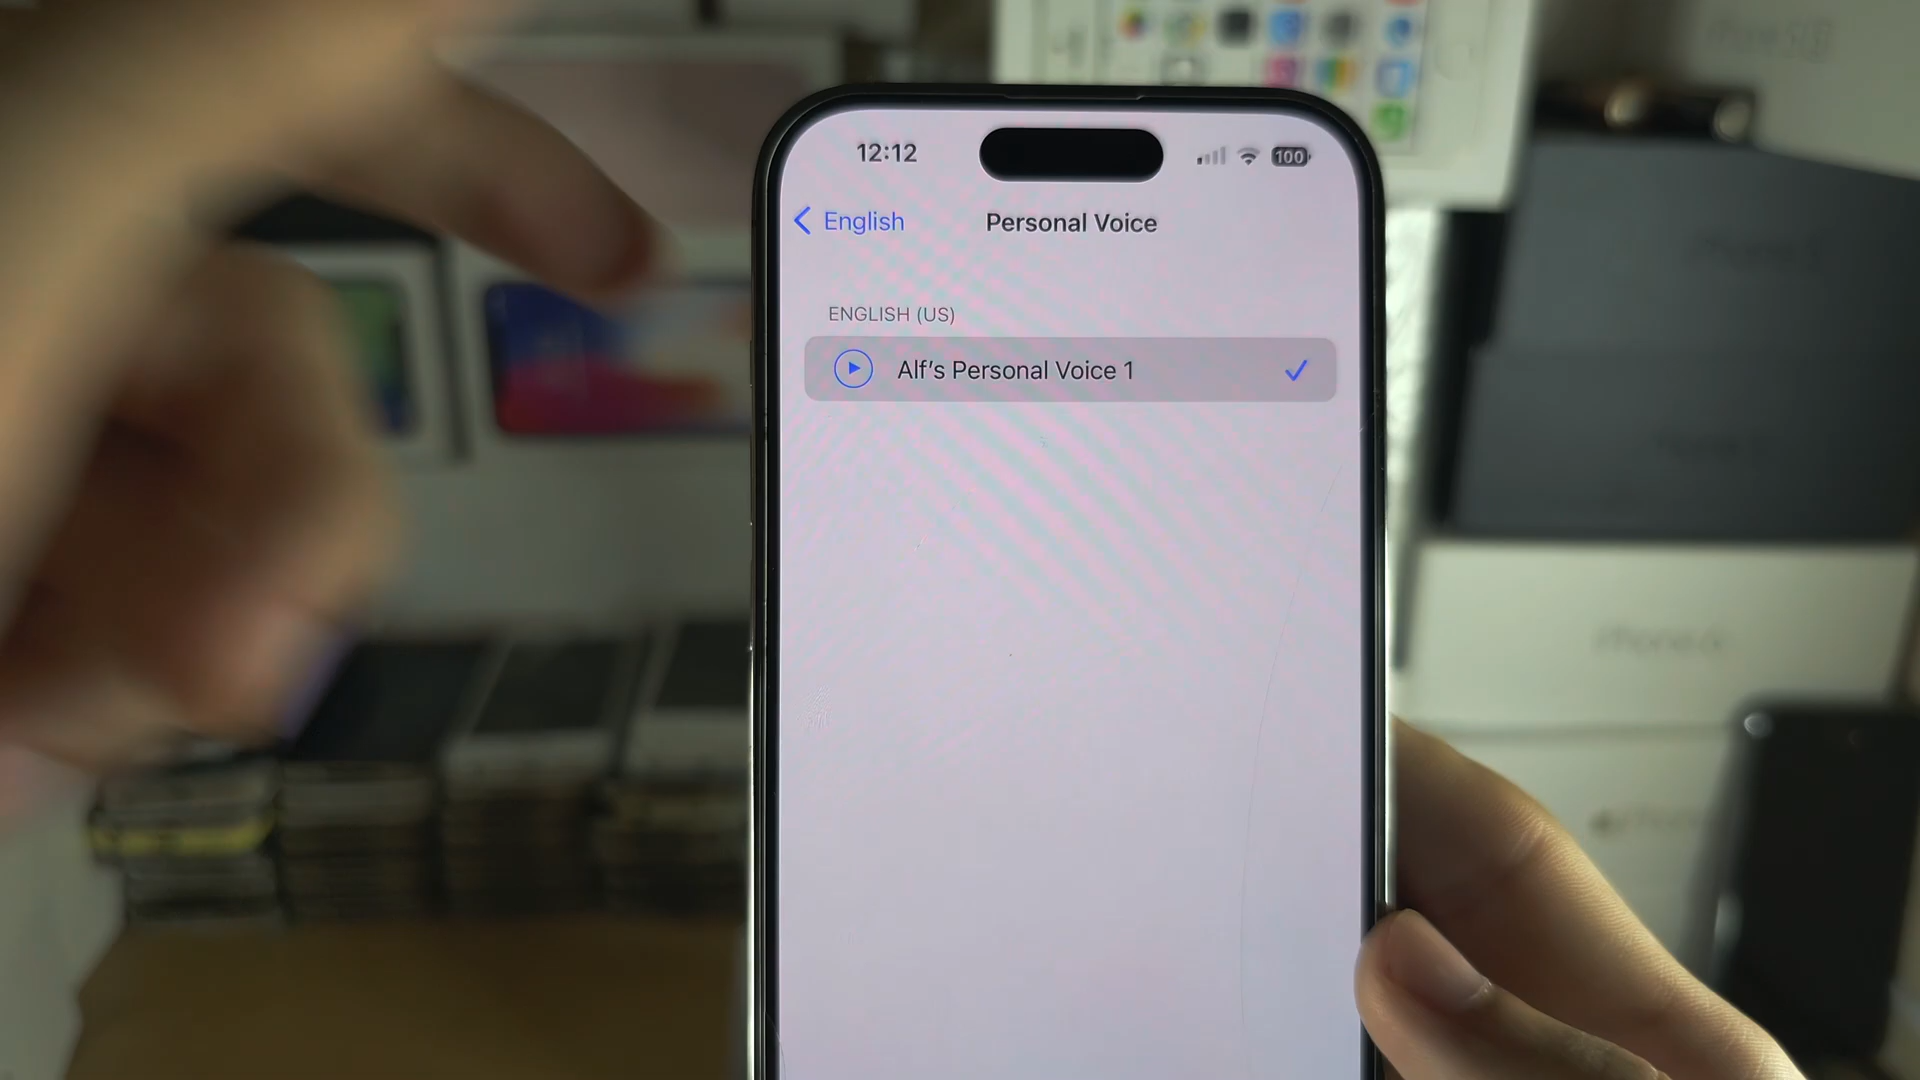 12:12
100
English
Personal Voice
ENGLISH (US)
Alf's Personal Voice 1